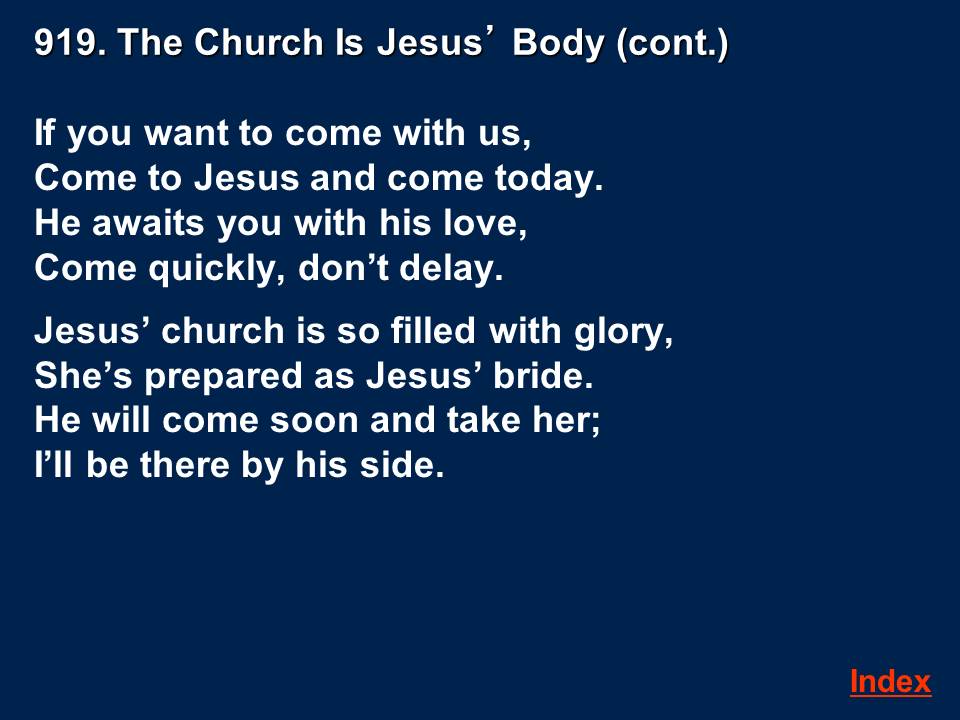 919. The Church Is Jesus’ Body (cont.)
If you want to come with us,
Come to Jesus and come today.
He awaits you with his love,
Come quickly, don’t delay.
Jesus’ church is so filled with glory,
She’s prepared as Jesus’ bride.
He will come soon and take her;
I’ll be there by his side.
Index